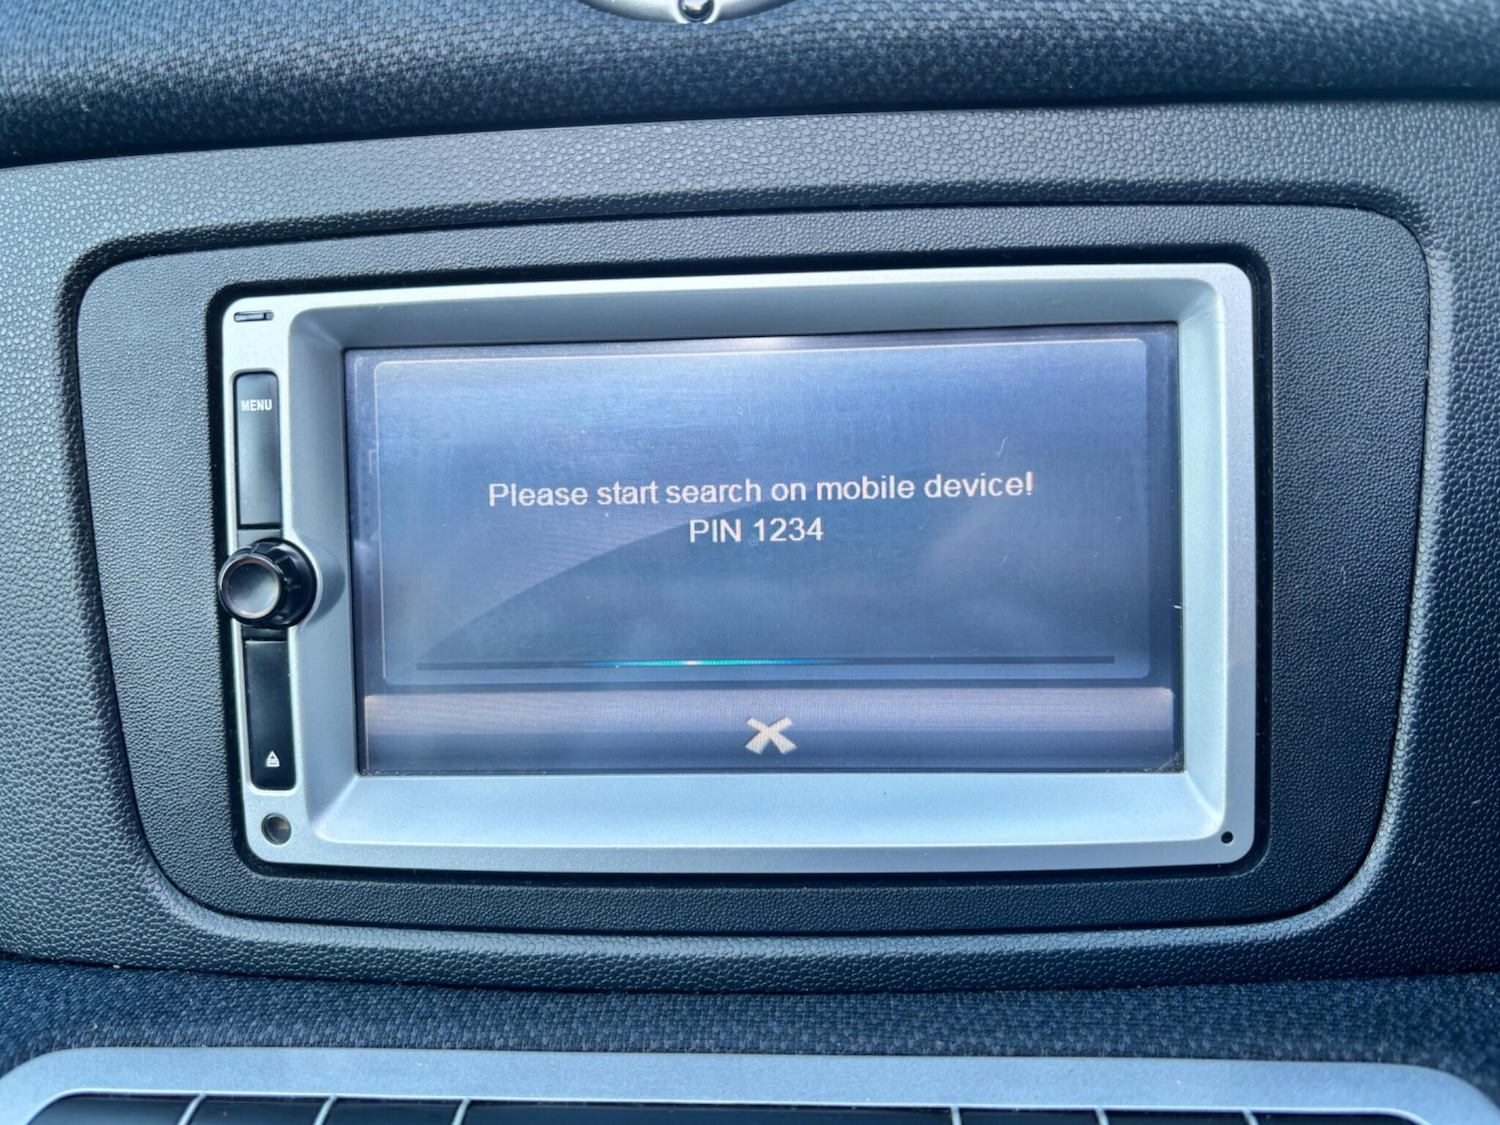 MENU
Please start search on mobile device!
PIN 1234